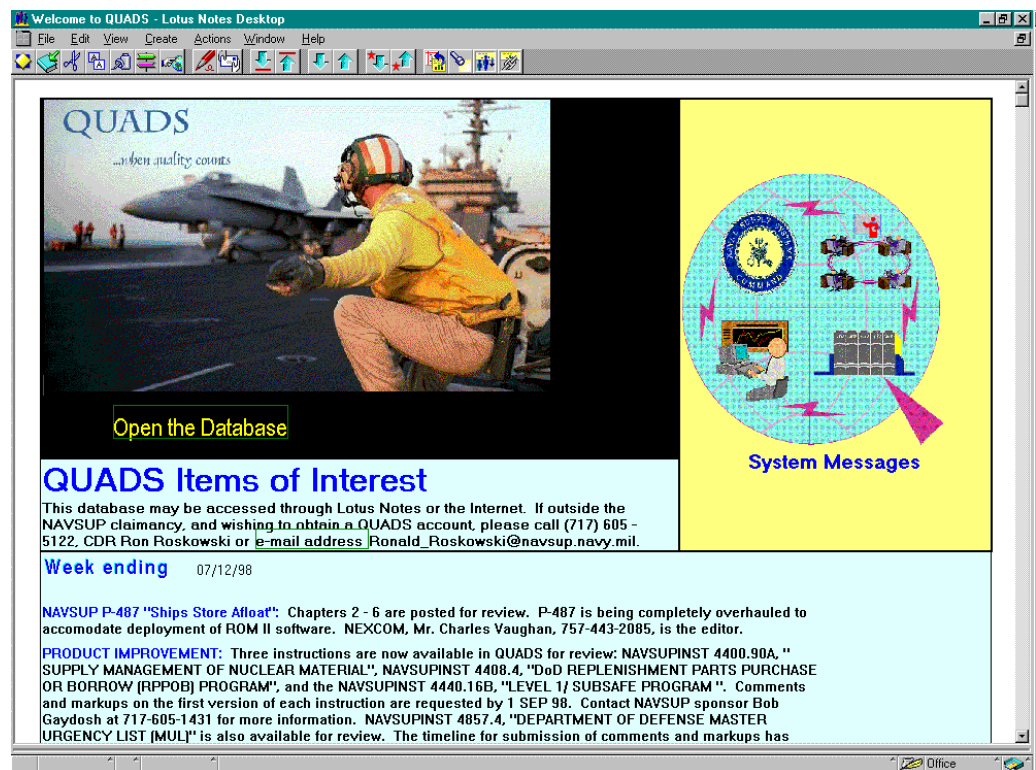 Welcome to QUADS - Lotus Notes Desktop
File Edit View Create Actions Window Help
QUADS
...when quality counts
Open the Database
COMMAND
System Messages
QUADS Items of Interest
This database may be accessed through Lotus Notes or the Internet. If outside the
NAVSUP claimancy, and wishing to obtain a QUADS account, please call (717) 605 -
5122, CDR Ron Roskowski or e-mail address Ronald_Roskowski@navsup.navy.mil.
Week ending 07/12/98
NAVSUP P-487 "Ships Store Afloat": Chapters 2 - 6 are posted for review. P-487 is being completely overhauled to
accomodate deployment of ROM II software. NEXCOM, Mr. Charles Vaughan, 757-443-2085, is the editor.
PRODUCT IMPROVEMENT: Three instructions are now available in QUADS for review: NAVSUPINST 4400.90A, "
SUPPLY MANAGEMENT OF NUCLEAR MATERIAL", NAVSUPINST 4408.4, "DoD REPLENISHMENT PARTS PURCHASE
OR BORROW (RPPOB) PROGRAM", and the NAVSUPINST 4440.16B, "LEVEL 1/ SUBSAFE PROGRAM ". Comments
and markups on the first version of each instruction are requested by 1 SEP 98. Contact NAVSUP sponsor Bob
Gaydosh at 717-605-1431 for more information. NAVSUPINST 4857.4, "DEPARTMENT OF DEFENSE MASTER
URGENCY LIST (MUL)" is also available for review. The timeline for submission of comments and markups has
Office